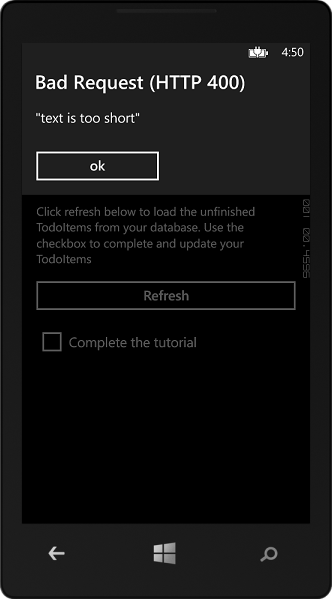 4:50
Bad Request (HTTP 400)
"text is too short"
ok
Click refresh below to load the unfinished
TodoItems from your database. Use the
checkbox to complete and update your
TodoItems
Refresh
Complete the tutorial